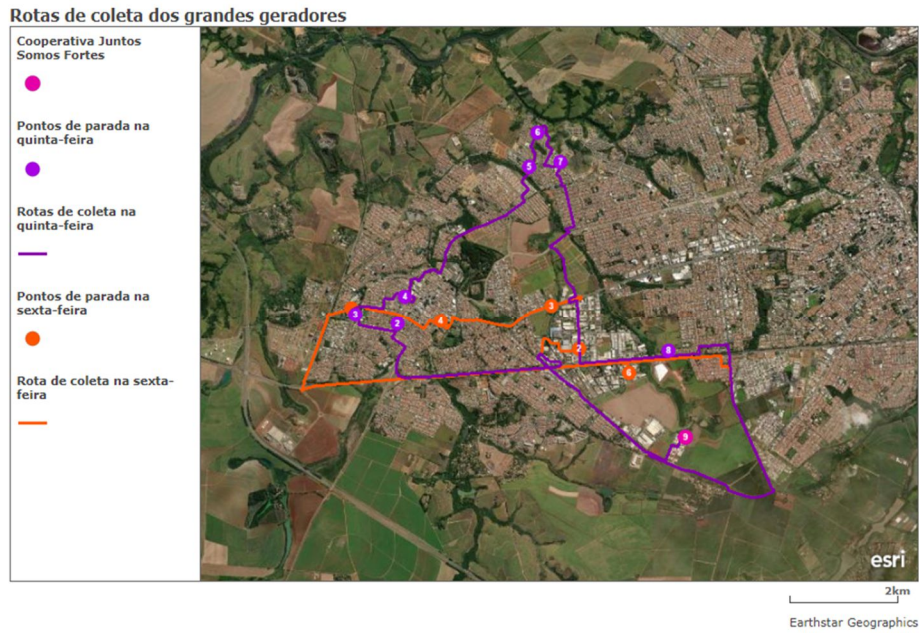 Rotas de coleta dos grandes geradores
Cooperativa Juntos
Somos Fortes
Pontos de parada na
quinta-feira
Rotas de coleta na
quinta-feira
Pontos de parada na
sexta-feira
Rota de coleta na sexta-
feira
6
5
7
4
3
2
3
4
8
6
9
esri
2km
Earthstar Geographics